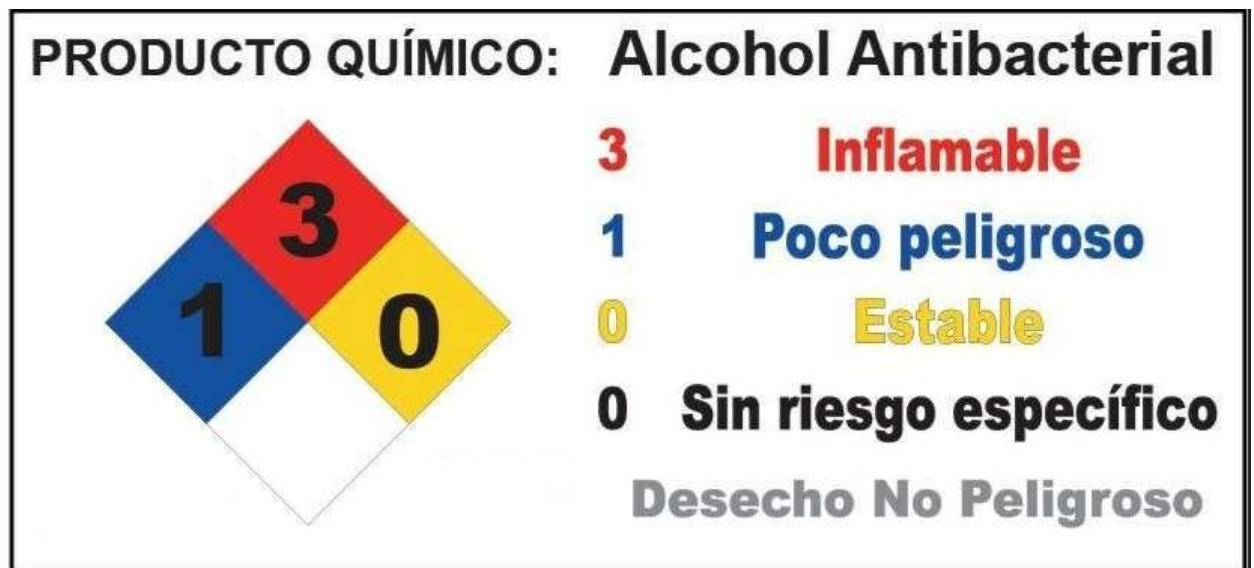 PRODUCTO QUÍMICO: Alcohol Antibacterial
3
1 0
3 Inflamable
1 Poco peligroso
0 Estable
0 Sin riesgo específico
Desecho No Peligroso